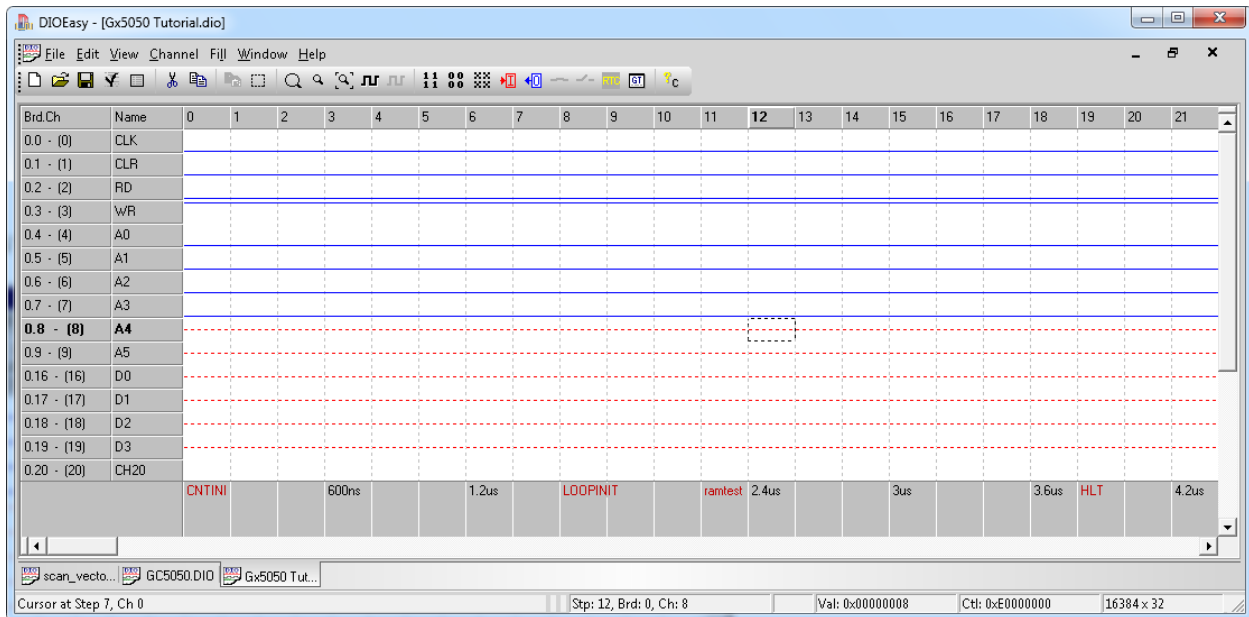 DIOEasy - [Gx5050 Tutorial.dio]
File Edit View Channel Fill Window Help
11 00 XX
00 XX
RTC GT ?c
Brd.Ch Name 0 1 2 3 4 5 6 7 8 9 10 11 12 13 14 15 16 17 18 19 20 21
0.0 - (0) CLK
0.1 - (1) CLR
0.2 - (2) RD
0.3 - (3) WR
0.4 - (4) A0
0.5 - (5) A1
0.6 - (6) A2
0.7 - (7) A3
0.8 - (8) A4
0.9 - (9) A5
0.16 - (16) D0
0.17 - (17) D1
0.18 - (18) D2
0.19 - (19) D3
0.20 - (20) CH20
CNTINI 600ns 1.2us LOOPINIT ramtest 2.4us 3us 3.6us HLT 4.2us
scan_vecto... GC5050.DIO Gx5050 Tut...
Cursor at Step 7, Ch 0 Stp: 12, Brd: 0, Ch: 8 Val: 0x00000008 Ctl: 0xE0000000 16384 x 32